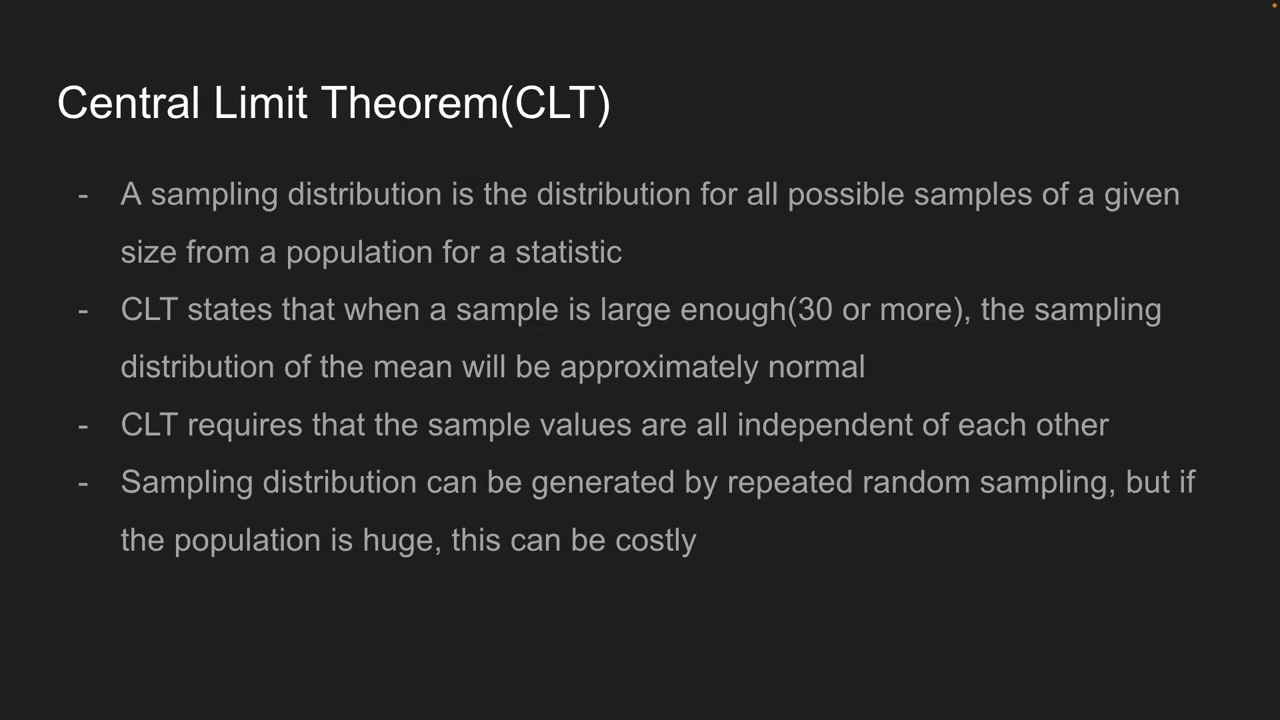 Central Limit Theorem(CLT)
- A sampling distribution is the distribution for all possible samples of a given
size from a population for a statistic
- CLT states that when a sample is large enough(30 or more), the sampling
distribution of the mean will be approximately normal
- CLT requires that the sample values are all independent of each other
- Sampling distribution can be generated by repeated random sampling, but if
the population is huge, this can be costly